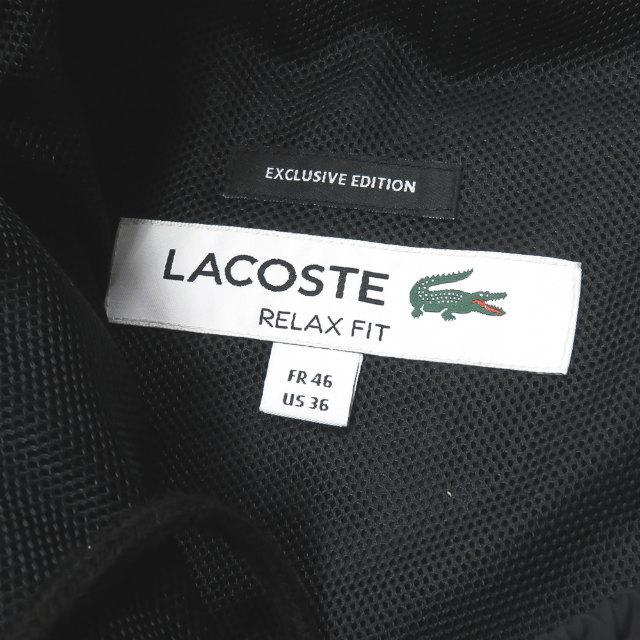 EXCLUSIVE EDITION
LACOSTE
RELAX FIT
FR 46
US 36